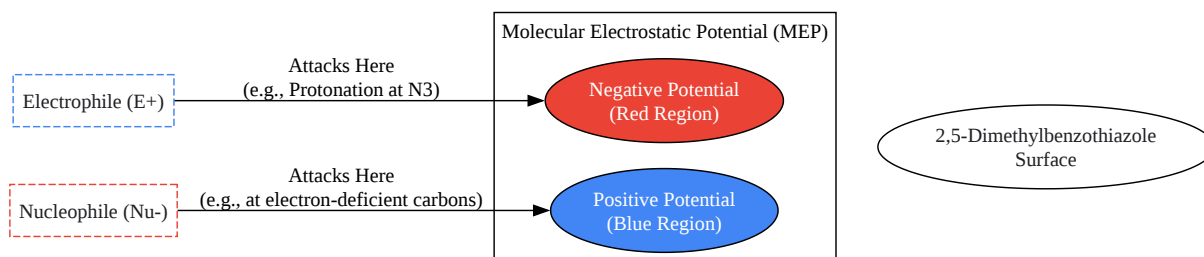 Molecular Electrostatic Potential (MEP)
Attacks Here
(e.g., Protonation at N3)
Electrophile (E+)
Negative Potential
(Red Region)
2,5-Dimethylbenzothiazole
Surface
Attacks Here
(e.g., at electron-deficient carbons)
Nucleophile (Nu-)
Positive Potential
(Blue Region)